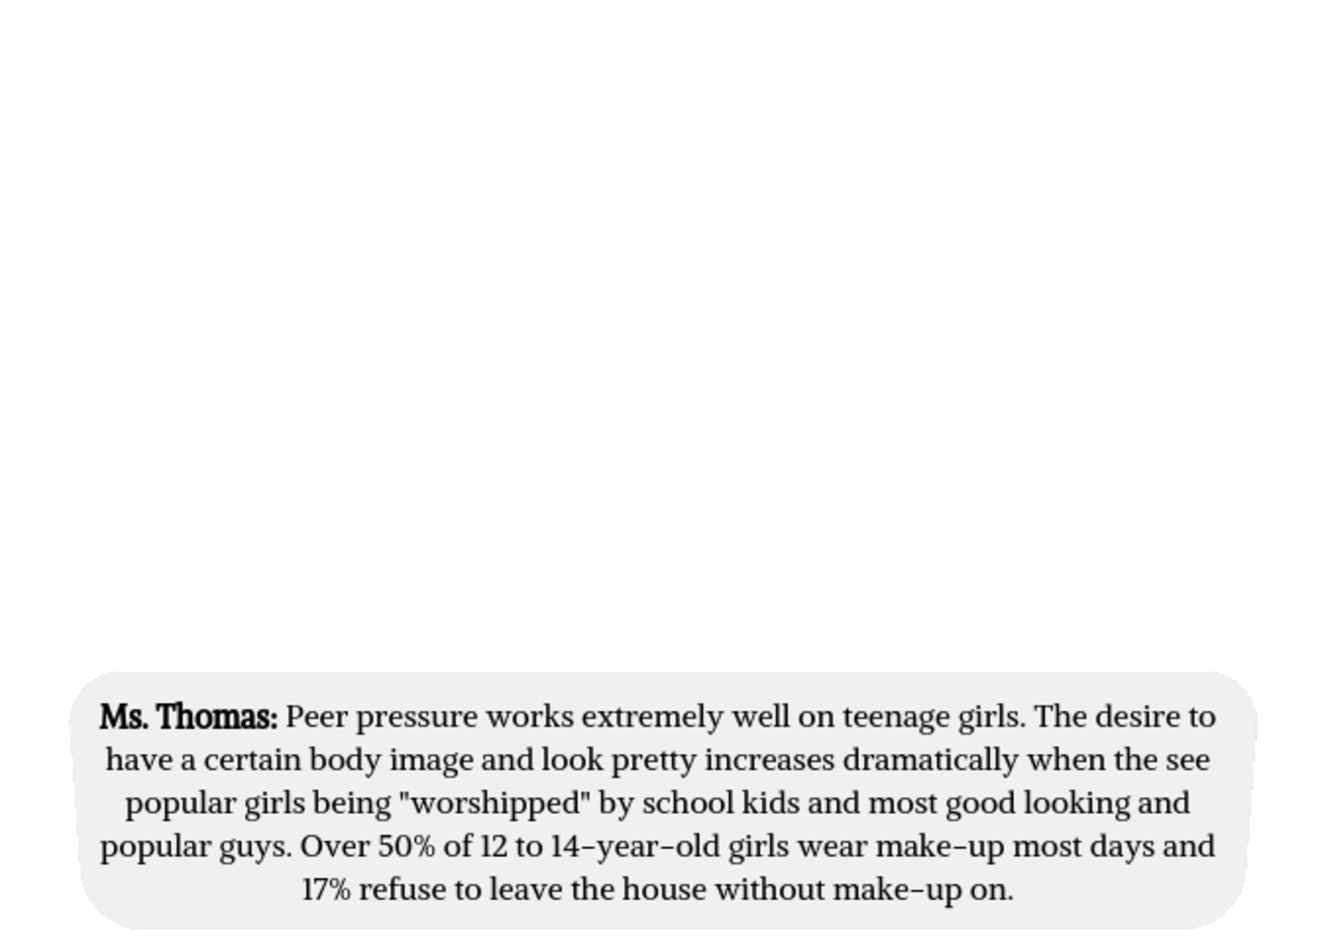 Ms. Thomas: Peer pressure works extremely well on teenage girls. The desire to
have a certain body image and look pretty increases dramatically when the see
popular girls being "worshipped" by school kids and most good looking and
popular guys. Over 50% of 12 to 14-year-old girls wear make-up most days and
17% refuse to leave the house without make-up on.